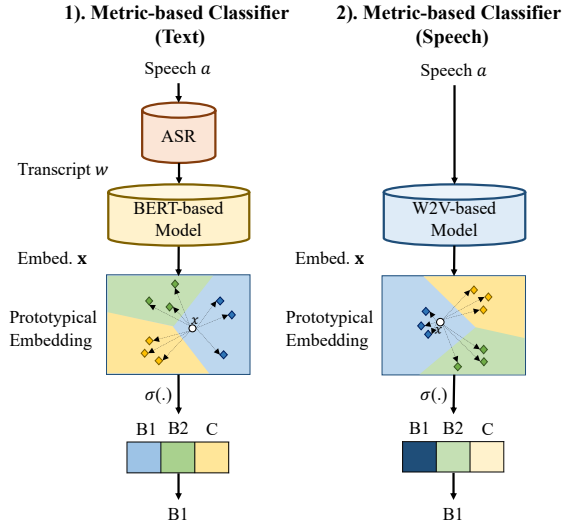 1). Metric-based Classifier
(Text)
Speech a
ASR
Transcript w
BERT-based
Model
Embed. x
Prototypical
Embedding
x
σ(.)
B1 B2 C
B1
2). Metric-based Classifier
(Speech)
Speech a
W2V-based
Model
Embed. x
Prototypical
Embedding
x
σ(.)
B1 B2 C
B1